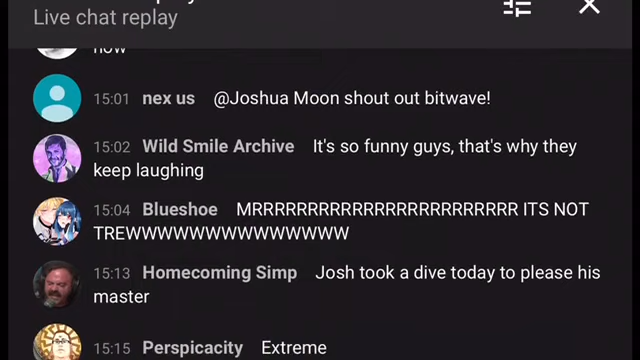 Live chat replay
now
15:01 nex us @Joshua Moon shout out bitwave!
15:02 Wild Smile Archive It's so funny guys, that's why they
keep laughing
15:04 Blueshoe MRRRRRRRRRRRRRRRRRRRRRRRR ITS NOT
TREWWWWWWWWWWWWWWW
15:13 Homecoming Simp Josh took a dive today to please his
master
15:15 Perspicacity Extreme